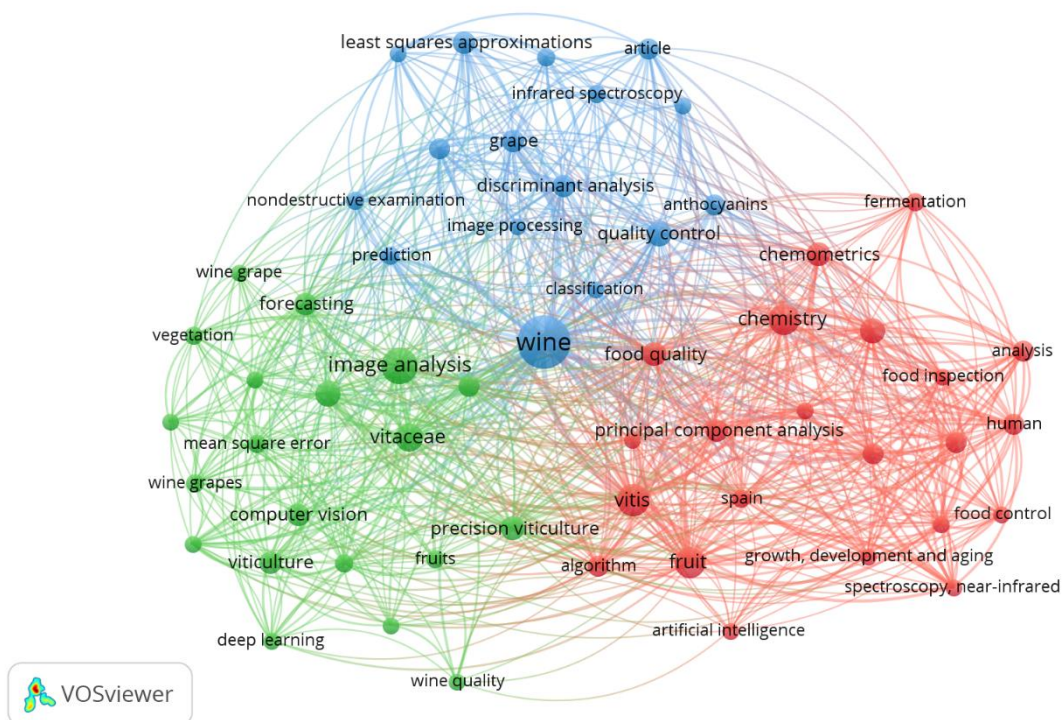 least squares approximations
article
infrared spectroscopy
grape
discriminant analysis
nondestructive examination
anthocyanins
fermentation
image processing
quality control
prediction
chemometrics
wine grape
classification
forecasting
chemistry
vegetation
wine
food quality
analysis
image analysis
food inspection
vitaceae
principal component analysis
human
mean square error
wine grapes
vitis
spain
computer vision
precision viticulture
food control
viticulture
fruits
algorithm
fruit
growth, development and aging
spectroscopy, near-infrared
deep learning
artificial intelligence
wine quality
VOSviewer